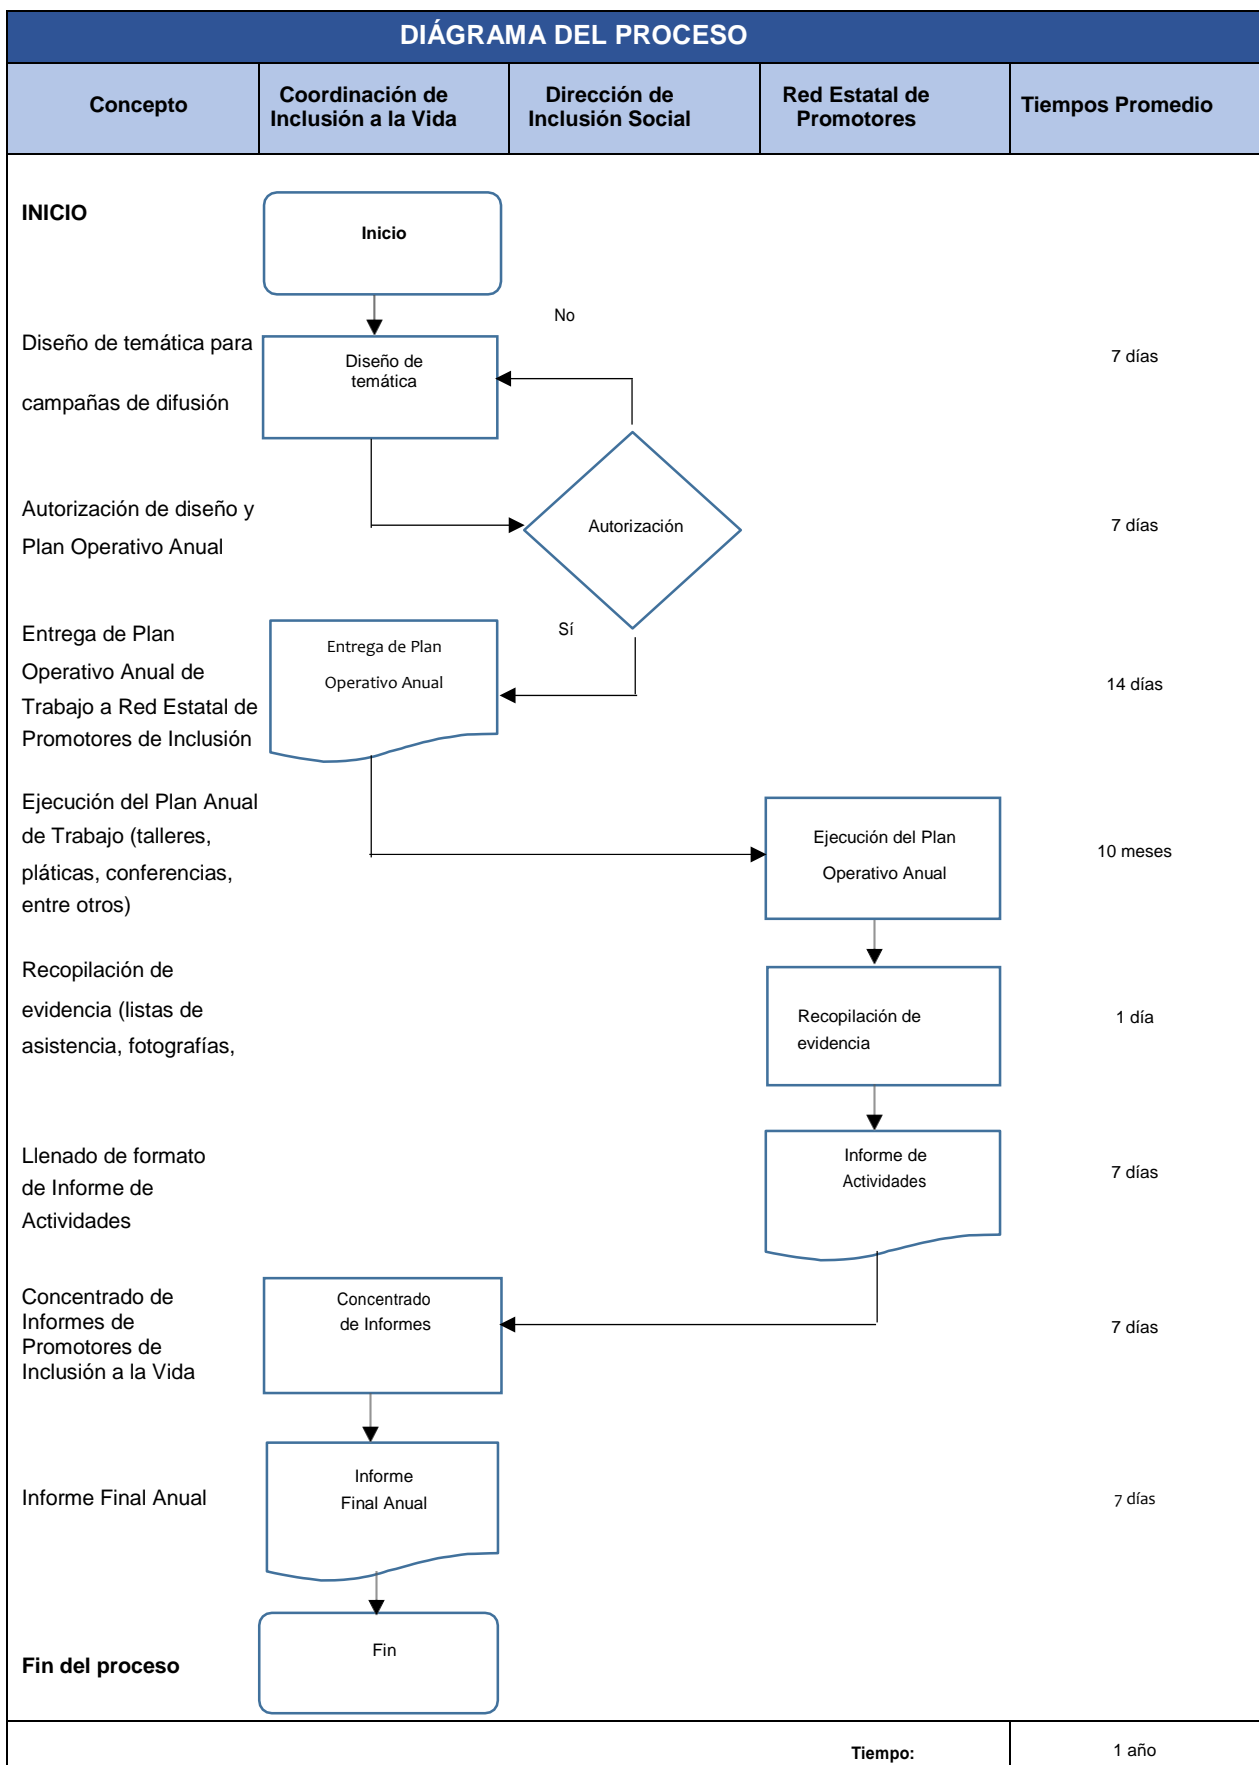 DIÁGRAMA DEL PROCESO
Concepto
Coordinación de
Inclusión a la Vida
Dirección de
Inclusión Social
Red Estatal de
Promotores
Tiempos Promedio
INICIO
Inicio
No
Diseño de temática para
campañas de difusión
Diseño de
temática
7 días
Autorización de diseño y
Plan Operativo Anual
Autorización
7 días
Sí
Entrega de Plan
Operativo Anual de
Trabajo a Red Estatal de
Promotores de Inclusión
Entrega de Plan
Operativo Anual
14 días
Ejecución del Plan Anual
de Trabajo (talleres,
pláticas, conferencias,
entre otros)
Ejecución del Plan
Operativo Anual
10 meses
Recopilación de
evidencia (listas de
asistencia, fotografías,
Recopilación de
evidencia
1 día
Llenado de formato
de Informe de
Actividades
Informe de
Actividades
7 días
Concentrado de
Informes de
Promotores de
Inclusión a la Vida
Concentrado
de Informes
7 días
Informe Final Anual
Informe
Final Anual
7 días
Fin del proceso
Fin
Tiempo:
1 año